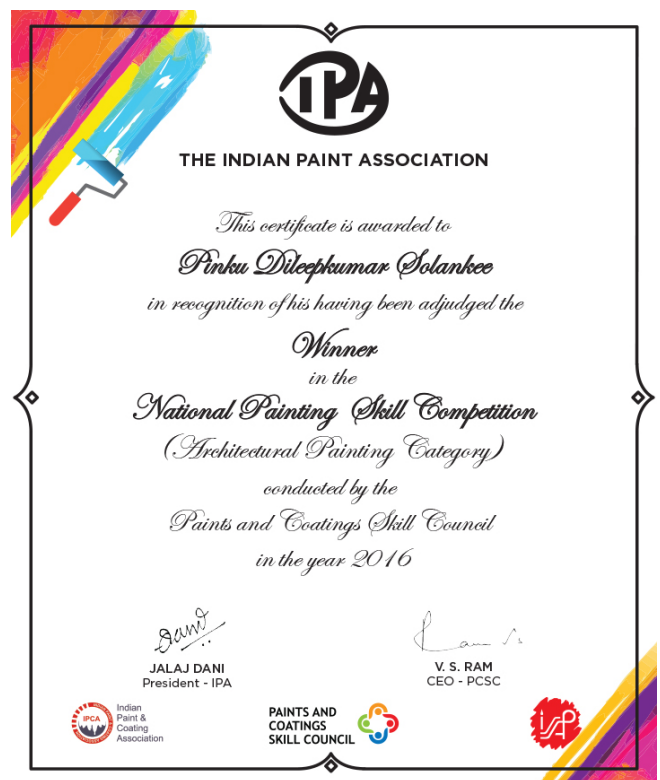 IPA
THE INDIAN PAINT ASSOCIATION
This certificate is awarded to
Pinku Dileepkumar Solankee
in recognition of his having been adjudged the
Winner
in the
National Painting Skill Competition
(Architectural Painting Category)
conducted by the
Paints and Coatings Skill Council
in the year 2016
Dani
JALAJ DANI
President - IPA
V. S. RAM
CEO - PCSC
IPCA
Indian
Paint &
Coating
Association
PAINTS AND
COATINGS
SKILL COUNCIL